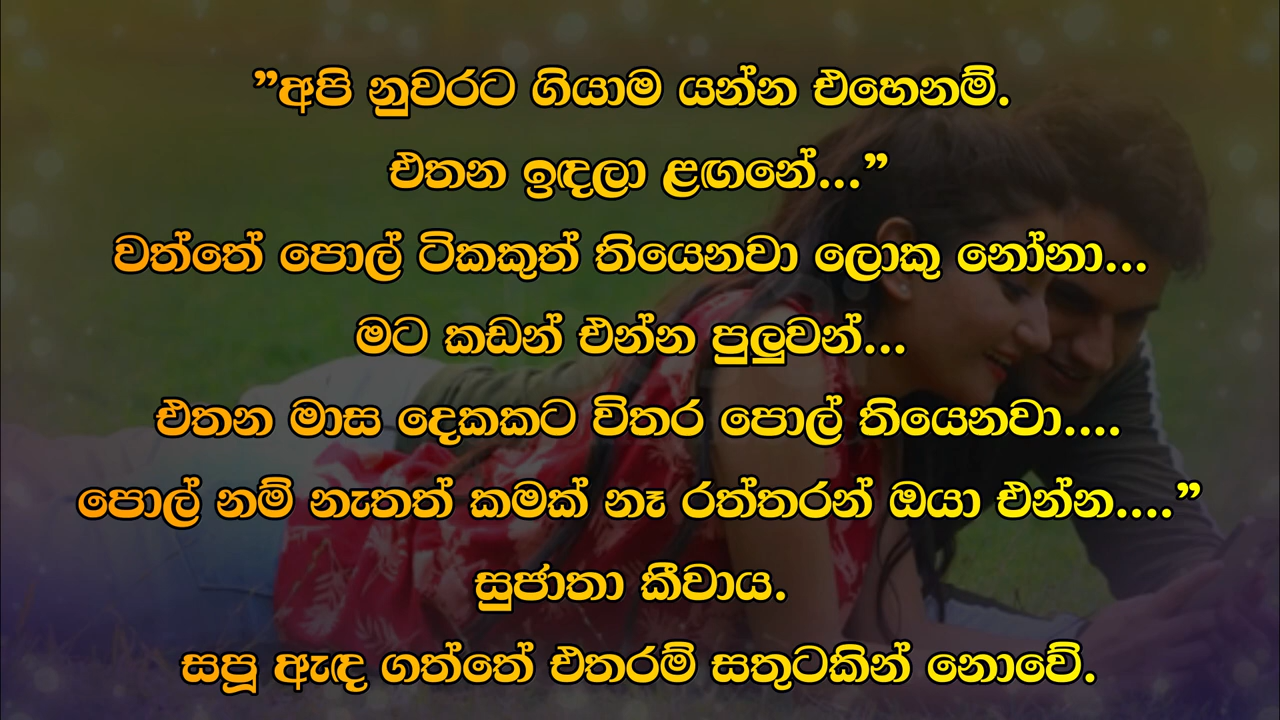 ”අපි නුවරට ගියාම යන්න එහෙනම්.
එතන ඉඳලා ළඟනේ...”
වත්තේ පොල් ටිකකුත් තියෙනවා ලොකු නෝනා...
මට කඩන් එන්න පුලුවන්...
එතන මාස දෙකකට විතර පොල් තියෙනවා....
පොල් නම් නැතත් කමක් නෑ රත්තරන් ඔයා එන්න....”
සුජාතා කීවාය.
සපූ ඇඳ ගත්තේ එතරම් සතුටකින් නොවේ.